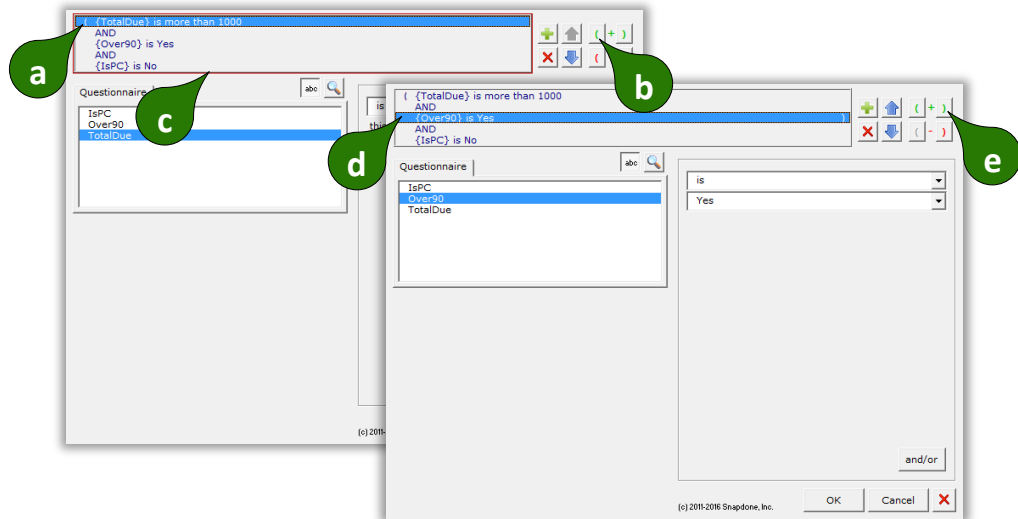 ( {TotalDue} is more than 1000
AND
{Over90} is Yes
AND
{IsPC} is No
( + )
(
a
b
c
Questionnaire
abc
IsPC
Over90
TotalDue
is
(c) 2011-
( {TotalDue} is more than 1000
AND
{Over90} is Yes )
AND
{IsPC} is No
( + )
( - )
d
e
Questionnaire
abc
IsPC
Over90
TotalDue
is
Yes
and/or
(c) 2011-2016 Snapdone, Inc.
OK
Cancel